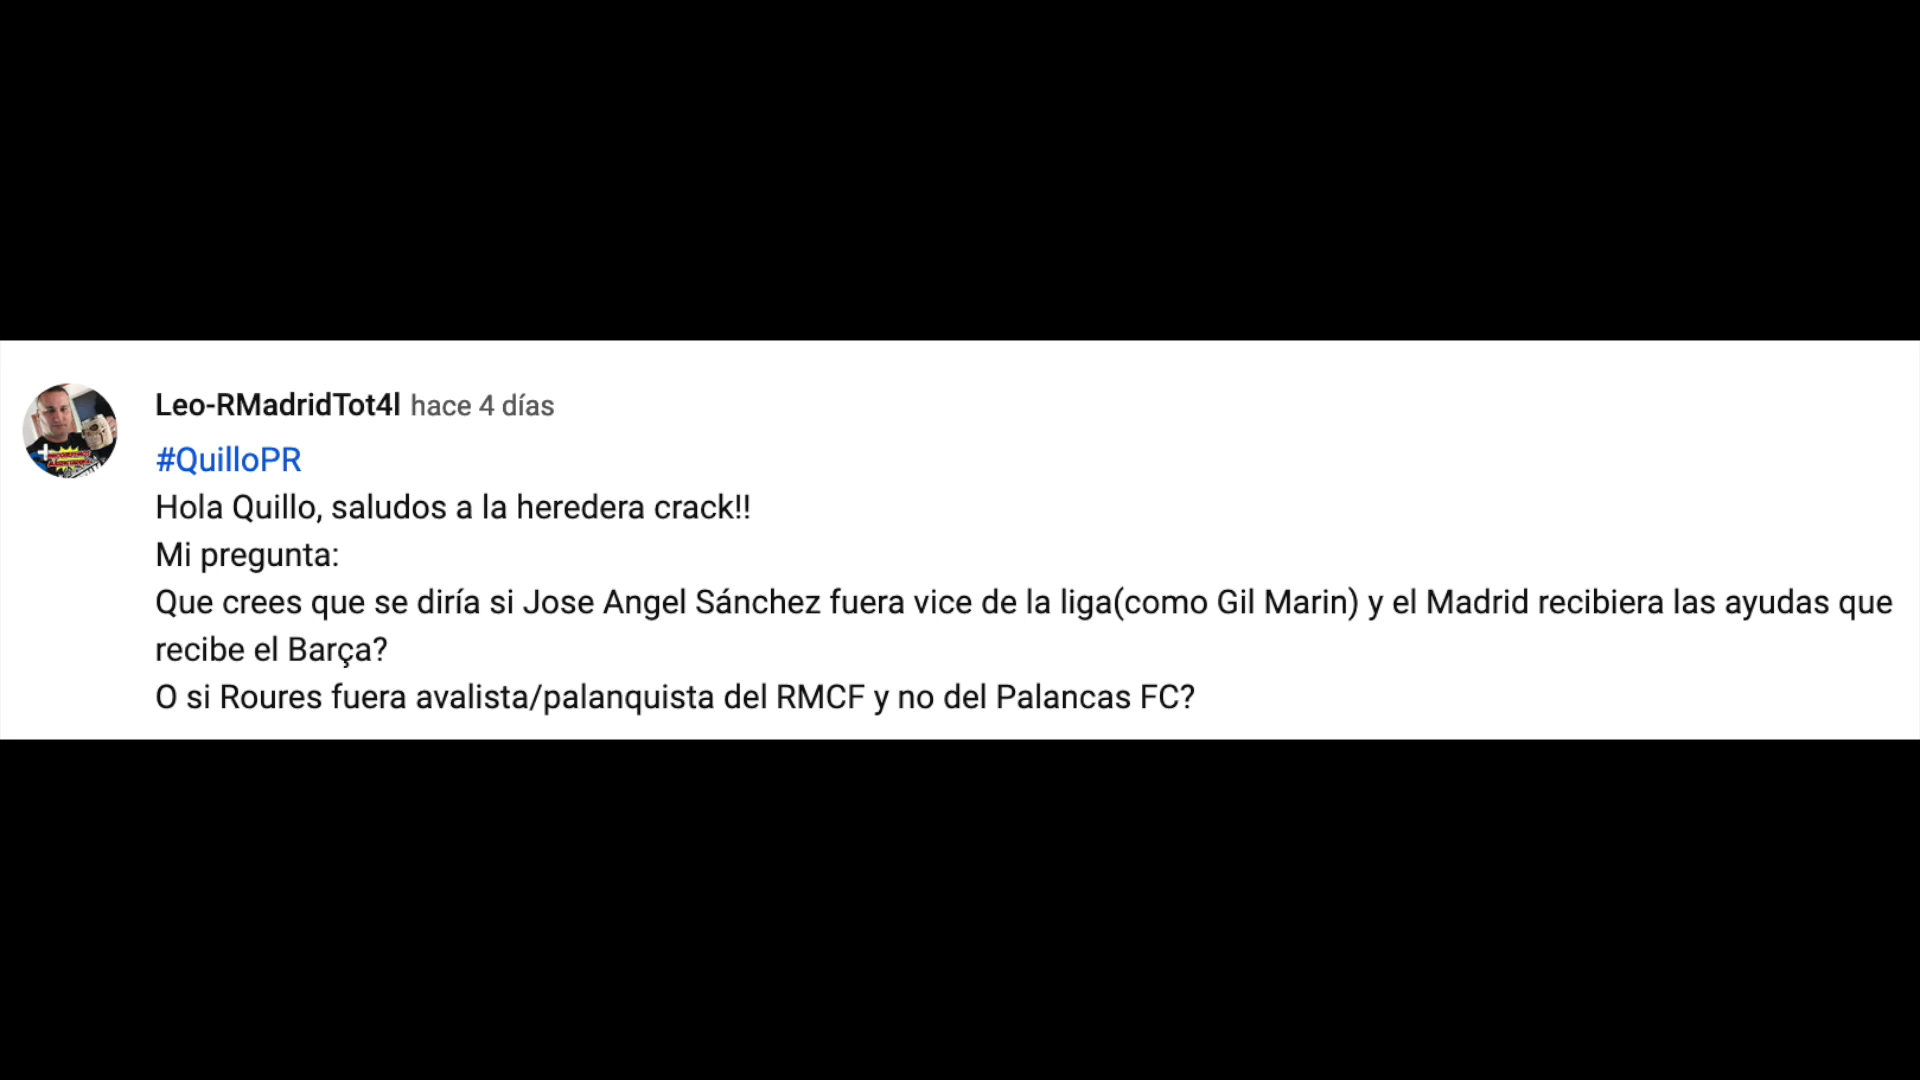 Leo-RMadridTot4l hace 4 días
#QuilloPR
Hola Quillo, saludos a la heredera crack!!
Mi pregunta:
Que crees que se diría si Jose Angel Sánchez fuera vice de la liga(como Gil Marin) y el Madrid recibiera las ayudas que
recibe el Barça?
O si Roures fuera avalista/palanquista del RMCF y no del Palancas FC?